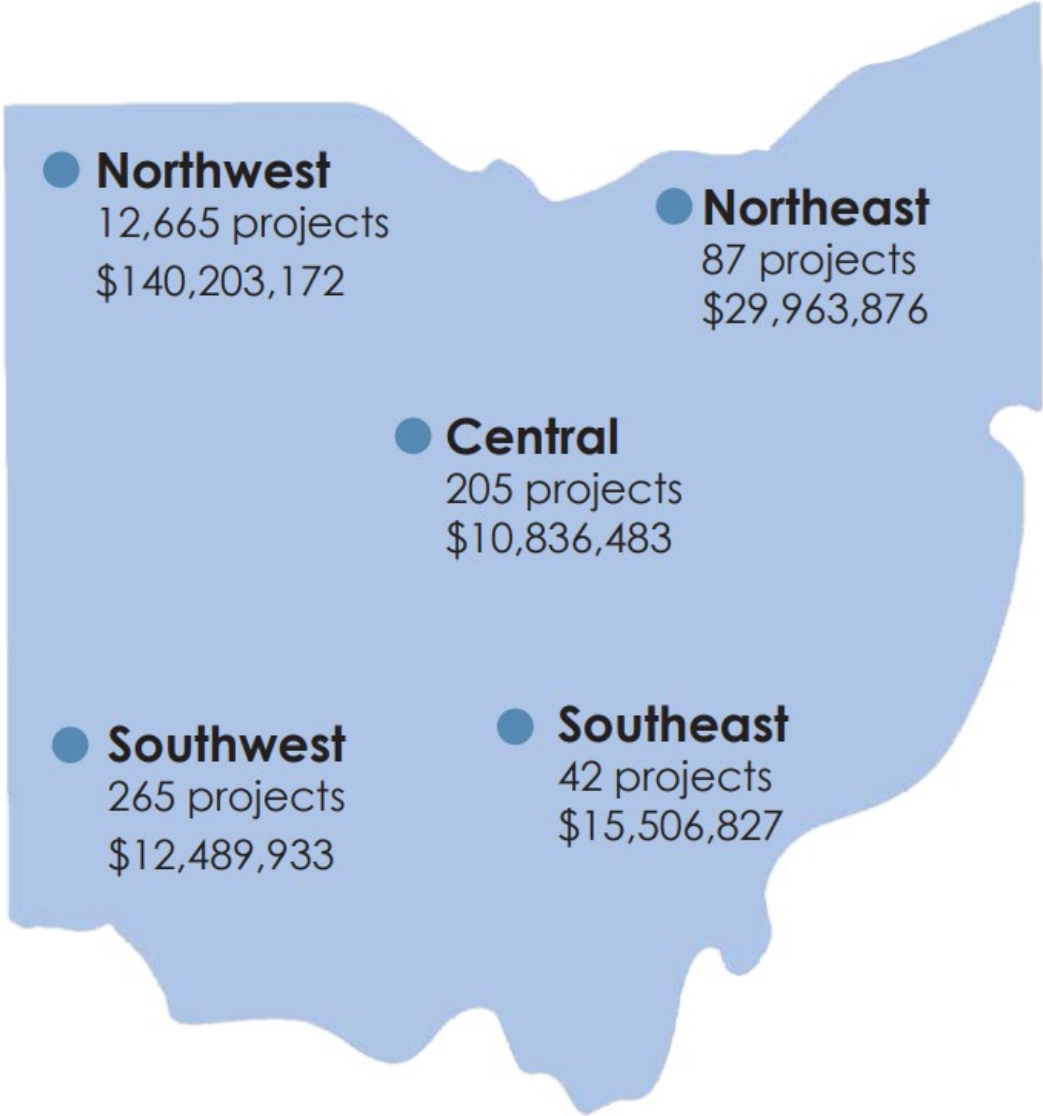 Northwest
12,665 projects
$140,203,172
Northeast
87 projects
$29,963,876
Central
205 projects
$10,836,483
Southwest
265 projects
$12,489,933
Southeast
42 projects
$15,506,827